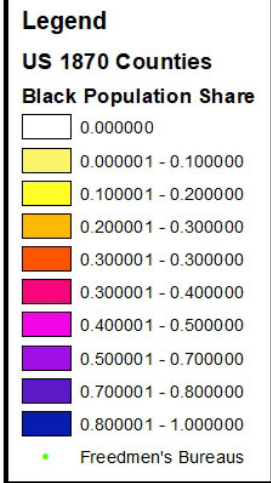 Legend
US 1870 Counties
Black Population Share
0.000000
0.000001 - 0.100000
0.100001 - 0.200000
0.200001 - 0.300000
0.300001 - 0.300000
0.300001 - 0.400000
0.400001 - 0.500000
0.500001 - 0.700000
0.700001 - 0.800000
0.800001 - 1.000000
Freedmen's Bureaus